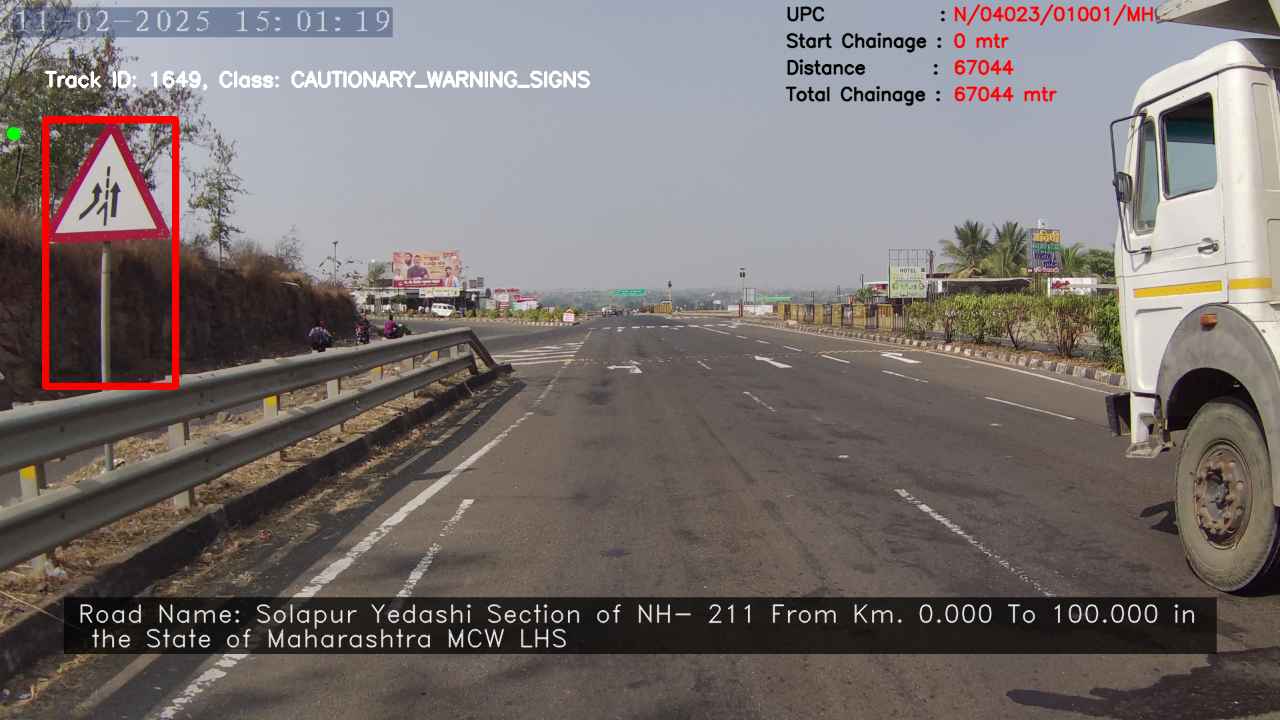 11-02-2025 15:01:19
UPC : N/04023/01001/MH
Start Chainage : 0 mtr
Distance : 67044
Total Chainage : 67044 mtr
Track ID: 1649, Class: CAUTIONARY_WARNING_SIGNS
HOTEL
Road Name: Solapur Yedashi Section of NH- 211 From Km. 0.000 To 100.000 in
the State of Maharashtra MCW LHS